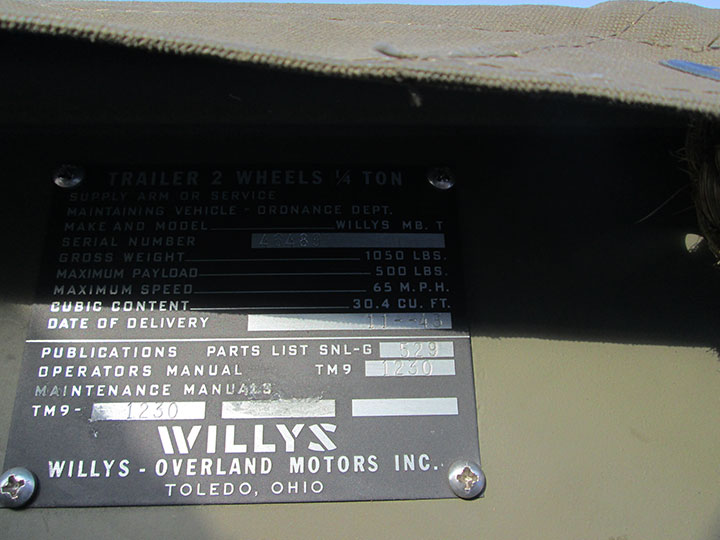 TRAILER 2 WHEELS ¼ TON
SUPPLY ARM OR SERVICE
MAINTAINING VEHICLE - ORDNANCE DEPT.
MAKE AND MODEL WILLYS MB. T
SERIAL NUMBER
GROSS WEIGHT 1050 LBS.
MAXIMUM PAYLOAD 500 LBS.
MAXIMUM SPEED 65 M.P.H.
CUBIC CONTENT 30.4 CU. FT.
DATE OF DELIVERY
PUBLICATIONS PARTS LIST SNL-G 529
OPERATORS MANUAL TM9 1230
MAINTENANCE MANUALS
TM9- 1230
WILLYS
WILLYS - OVERLAND MOTORS INC.
TOLEDO, OHIO